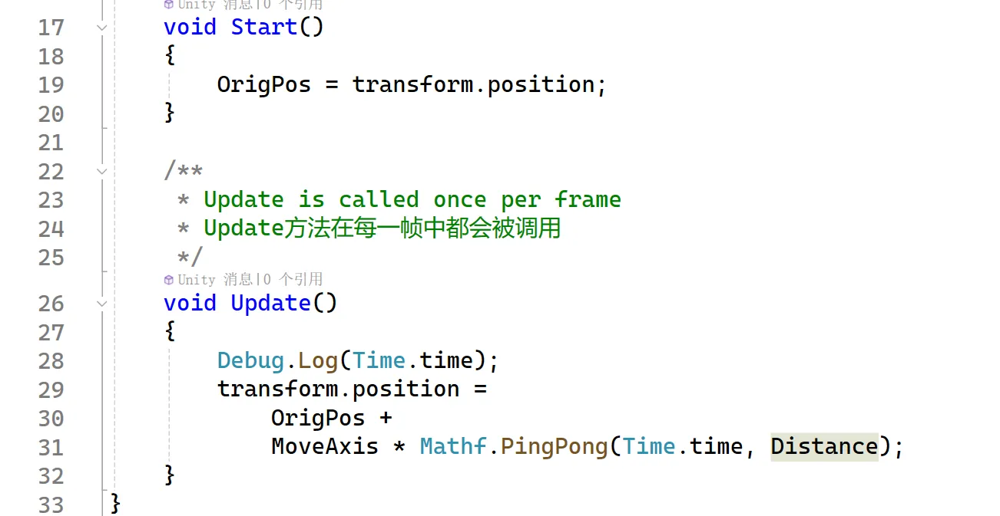 Unity 消息|0 个引用
17 void Start()
18 {
19 OrigPos = transform.position;
20 }
21
22 /**
23 * Update is called once per frame
24 * Update方法在每一帧中都会被调用
25 */
Unity 消息|0 个引用
26 void Update()
27 {
28 Debug.Log(Time.time);
29 transform.position =
30 OrigPos +
31 MoveAxis * Mathf.PingPong(Time.time, Distance);
32 }
33 }